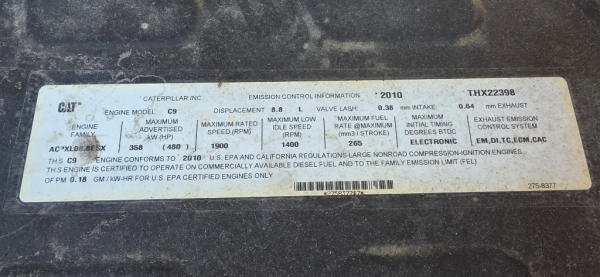 CAT CATERPILLAR INC. EMISSION CONTROL INFORMATION 2010 THX22398
ENGINE MODEL: C9 DISPLACEMENT 8.8 L VALVE LASH: 0.38 mm INTAKE: 0.64 mm EXHAUST
ENGINE FAMILY
MAXIMUM ADVERTISED kW (HP)
MAXIMUM RATED SPEED (RPM)
MAXIMUM LOW IDLE SPEED (RPM)
MAXIMUM FUEL RATE @MAXIMUM (mm3 / STROKE)
MAXIMUM INITIAL TIMING DEGREES BTDC
EXHAUST EMISSION CONTROL SYSTEM
358 (480) 1900 1400 265 ELECTRONIC EM,DI,TC,ECM,CAC
THIS C9 ENGINE CONFORMS TO 2010 U.S. EPA AND CALIFORNIA REGULATIONS-LARGE NONROAD COMPRESSION-IGNITION ENGINES.
THIS ENGINE IS CERTIFIED TO OPERATE ON COMMERCIALLY AVAILABLE DIESEL FUEL AND TO THE FAMILY EMISSION LIMIT (FEL)
OF PM 0.18 GM / kW-HR FOR U.S. EPA CERTIFIED ENGINES ONLY
275-8377